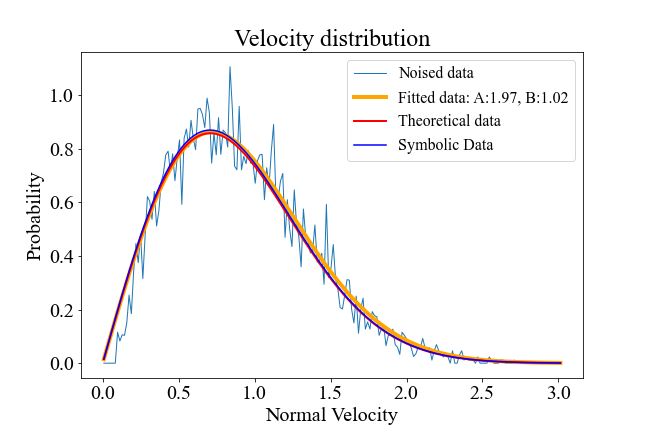 Velocity distribution
Noised data
Fitted data: A:1.97, B:1.02
Theoretical data
Symbolic Data
Probability
1.0
0.8
0.6
0.4
0.2
0.0
0.0 0.5 1.0 1.5 2.0 2.5 3.0
Normal Velocity